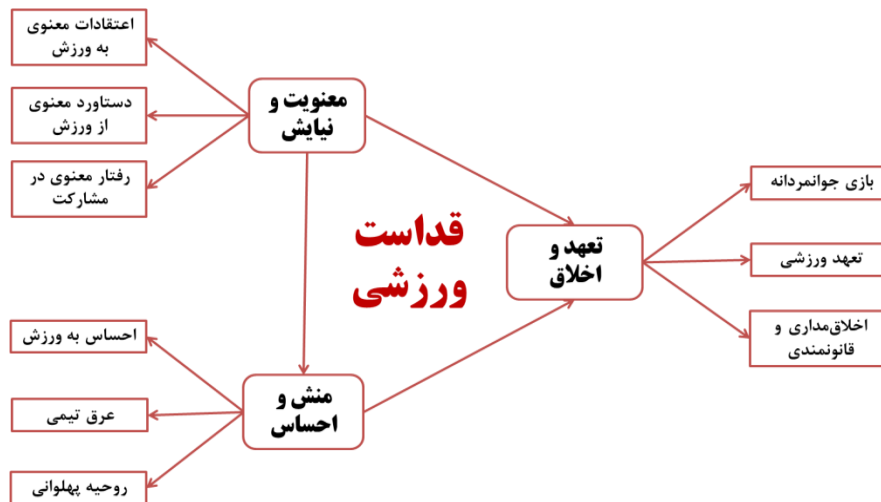 اعتقادات معنوی
به ورزش
دستاورد معنوی
از ورزش
رفتار معنوی در
مشارکت
معنویت و
نیایش
قداست
ورزشی
تعهد و
اخلاق
بازی جوانمردانه
تعهد ورزشی
اخلاق‌مداری و
قانونمندی
منش و
احساس
احساس به ورزش
عرق تیمی
روحیه پهلوانی